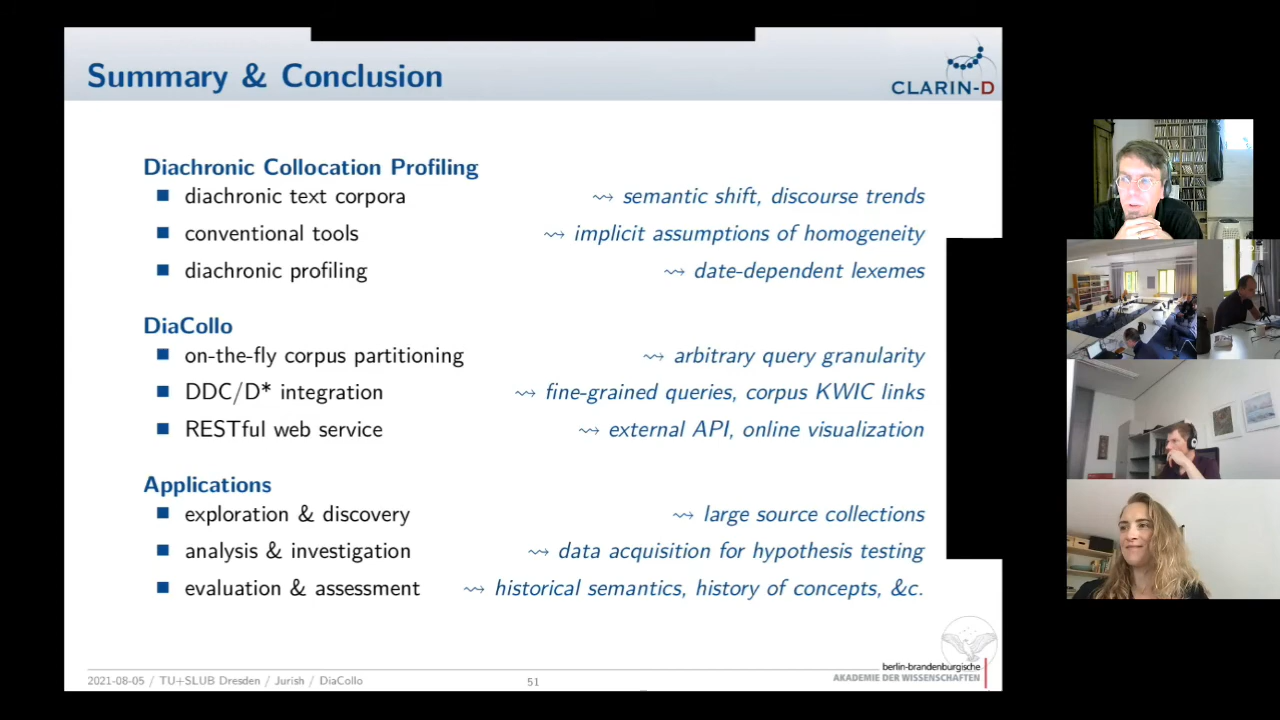 Summary & Conclusion
CLARIN-D
Diachronic Collocation Profiling
■ diachronic text corpora ⇝ semantic shift, discourse trends
■ conventional tools ⇝ implicit assumptions of homogeneity
■ diachronic profiling ⇝ date-dependent lexemes
DiaCollo
■ on-the-fly corpus partitioning ⇝ arbitrary query granularity
■ DDC/D* integration ⇝ fine-grained queries, corpus KWIC links
■ RESTful web service ⇝ external API, online visualization
Applications
■ exploration & discovery ⇝ large source collections
■ analysis & investigation ⇝ data acquisition for hypothesis testing
■ evaluation & assessment ⇝ historical semantics, history of concepts, &c.
berlin-brandenburgische
AKADEMIE DER WISSENSCHAFTEN
2021-08-05 / TU+SLUB Dresden / Jurish / DiaCollo
51